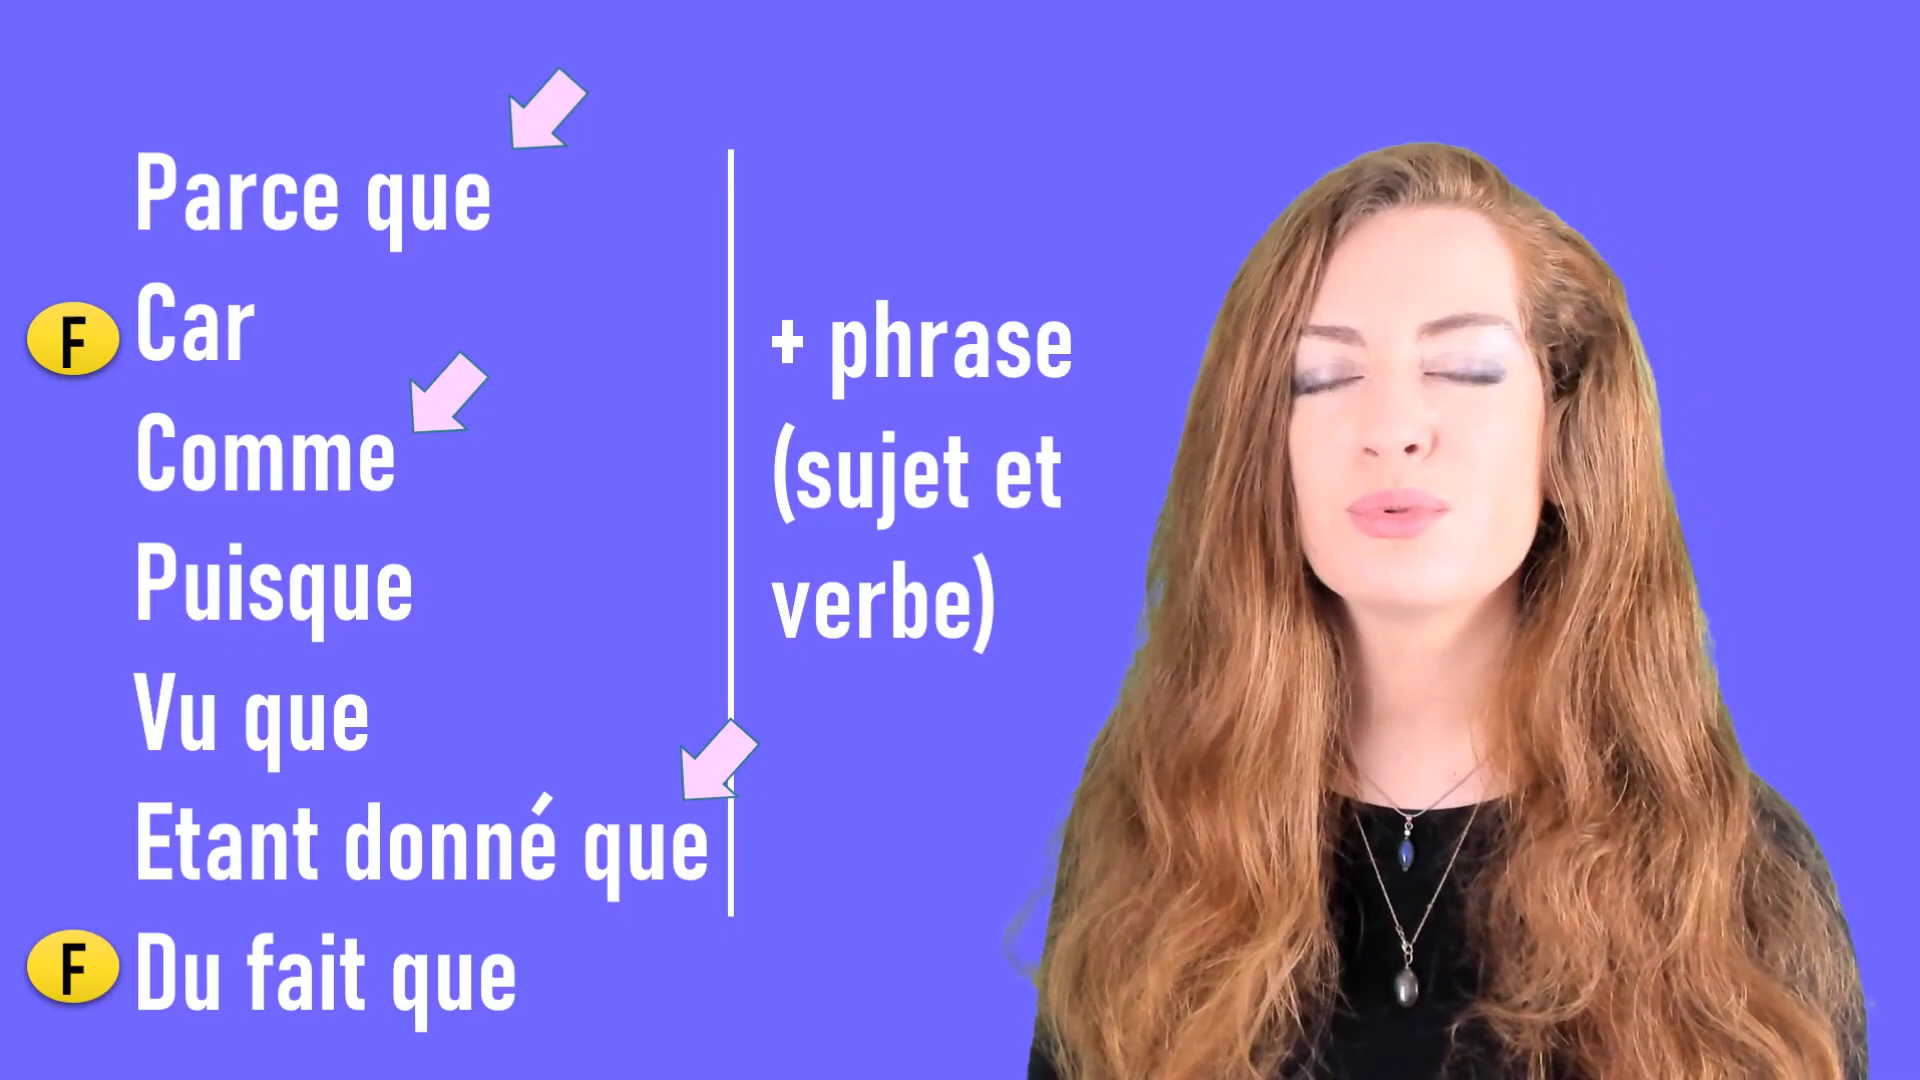 Parce que
F Car
Comme
Puisque
Vu que
Etant donné que
F Du fait que
+ phrase
(sujet et
verbe)